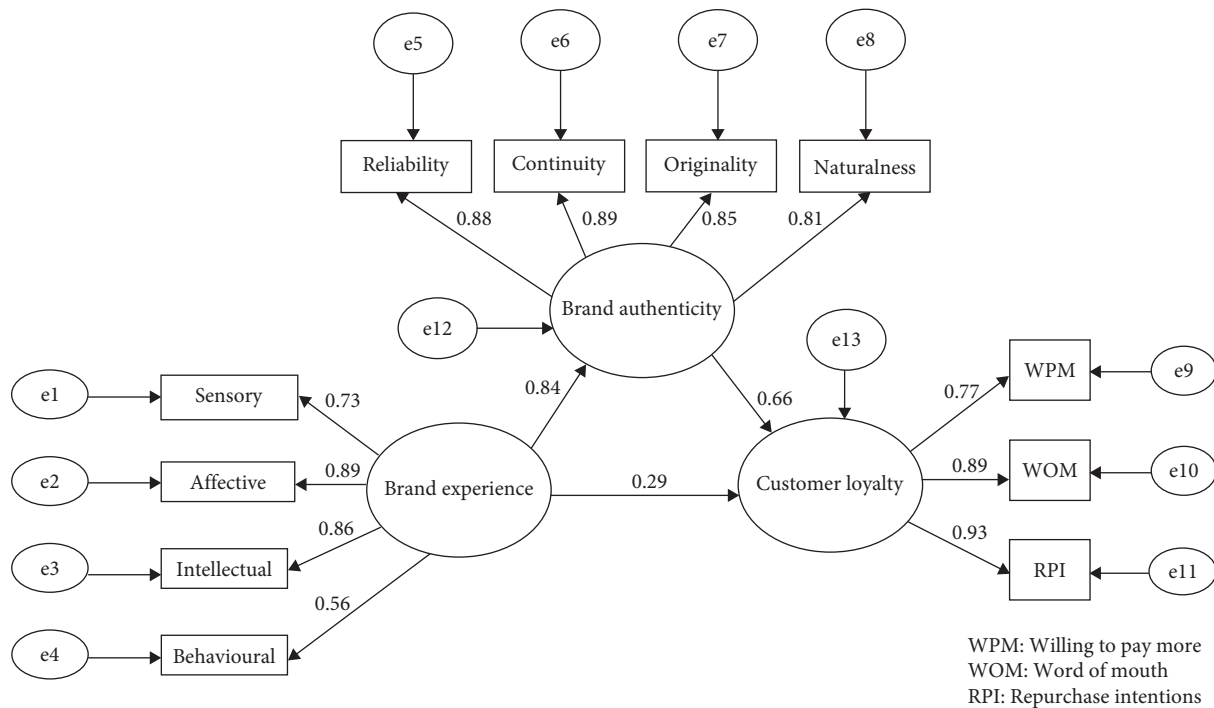 e5
e6
e7
e8
Reliability
Continuity
Originality
Naturalness
0.88
0.89
0.85
0.81
Brand authenticity
e12
e13
0.84
0.66
e1
Sensory
0.73
e2
Affective
0.89
Brand experience
e3
Intellectual
0.86
e4
Behavioural
0.56
0.29
Customer loyalty
0.77
WPM
e9
0.89
WOM
e10
0.93
RPI
e11
WPM: Willing to pay more
WOM: Word of mouth
RPI: Repurchase intentions